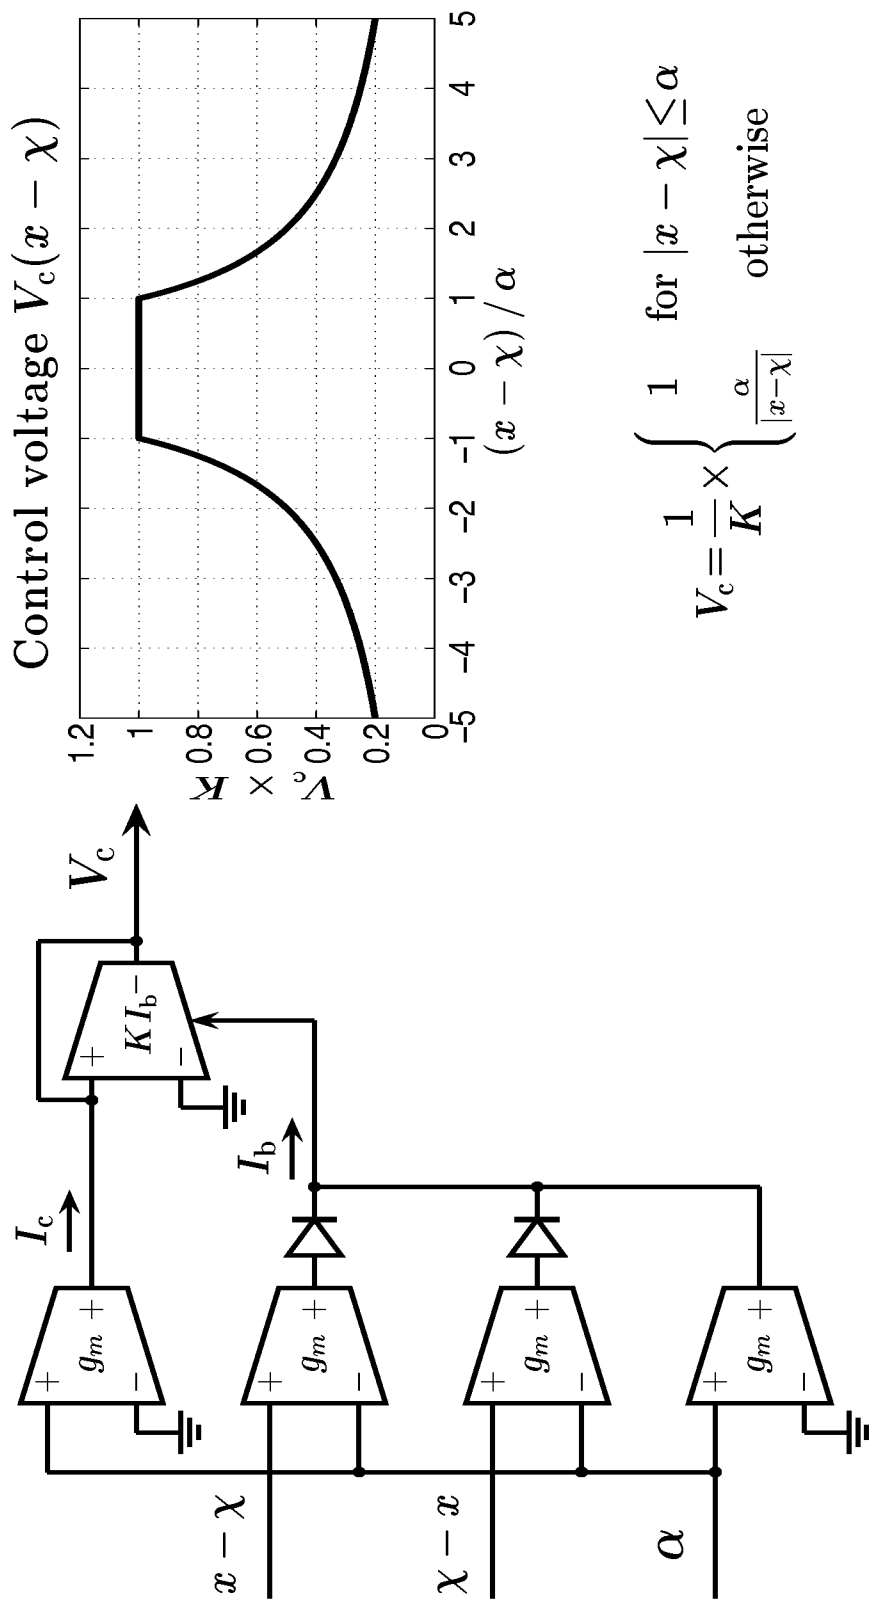 I_c
V_c
+
−
g_m
+
+
−
K I_b
−
I_b
x − χ
+
−
g_m
+
χ − x
+
−
g_m
+
α
+
−
g_m
+
Control voltage V_c(x − χ)
V_c × K
1.2
1
0.8
0.6
0.4
0.2
0
−5 −4 −3 −2 −1 0 1 2 3 4 5
(x − χ) / α
V_c = 1/K × { 1 for |x − χ| ≤ α
α/|x−χ| otherwise